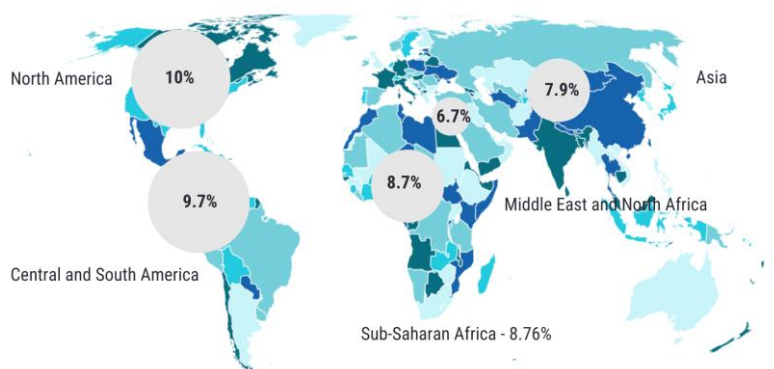 North America
10%
Asia
7.9%
6.7%
8.7%
9.7%
Middle East and North Africa
Central and South America
Sub-Saharan Africa - 8.76%